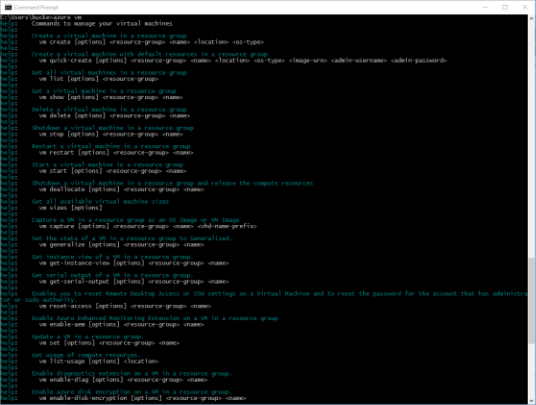 Command Prompt
C:\Users\bucka>azure vm
help:    Commands to manage your virtual machines
help:
help:    Create a virtual machine in a resource group
help:      vm create [options] <resource-group> <name> <location> <os-type>
help:
help:    Create a virtual machine with default resources in a resource group
help:      vm quick-create [options] <resource-group> <name> <location> <os-type> <image-urn> <admin-username> <admin-password>
help:
help:    Get all virtual machines in a resource group
help:      vm list [options] <resource-group>
help:
help:    Get a virtual machine in a resource group
help:      vm show [options] <resource-group> <name>
help:
help:    Delete a virtual machine in a resource group
help:      vm delete [options] <resource-group> <name>
help:
help:    Shutdown a virtual machine in a resource group
help:      vm stop [options] <resource-group> <name>
help:
help:    Restart a virtual machine in a resource group
help:      vm restart [options] <resource-group> <name>
help:
help:    Start a virtual machine in a resource group
help:      vm start [options] <resource-group> <name>
help:
help:    Shutdown a virtual machine in a resource group and release the compute resources
help:      vm deallocate [options] <resource-group> <name>
help:
help:    Get all available virtual machine sizes
help:      vm sizes [options]
help:
help:    Capture a VM in a resource group as an OS Image or VM Image
help:      vm capture [options] <resource-group> <name> <vhd-name-prefix>
help:
help:    Set the state of a VM in a resource group to Generalized.
help:      vm generalize [options] <resource-group> <name>
help:
help:    Get instance view of a VM in a resource group.
help:      vm get-instance-view [options] <resource-group> <name>
help:
help:    Get serial output of a VM in a resource group.
help:      vm get-serial-output [options] <resource-group> <name>
help:
help:    Enables you to reset Remote Desktop Access or SSH settings on a Virtual Machine and to reset the password for the account that has administra
tor or sudo authority.
help:      vm reset-access [options] <resource-group> <name>
help:
help:    Enable Azure Enhanced Monitoring Extension on a VM in a resource group
help:      vm enable-aem [options] <resource-group> <name>
help:
help:    Update a VM in a resource group.
help:      vm set [options] <resource-group> <name>
help:
help:    Get usage of compute resources.
help:      vm list-usage [options] <location>
help:
help:    Enable diagnostics extension on a VM in a resource group.
help:      vm enable-diag [options] <resource-group> <name>
help:
help:    Enable azure disk encryption on a VM in a resource group.
help:      vm enable-disk-encryption [options] <resource-group> <name>